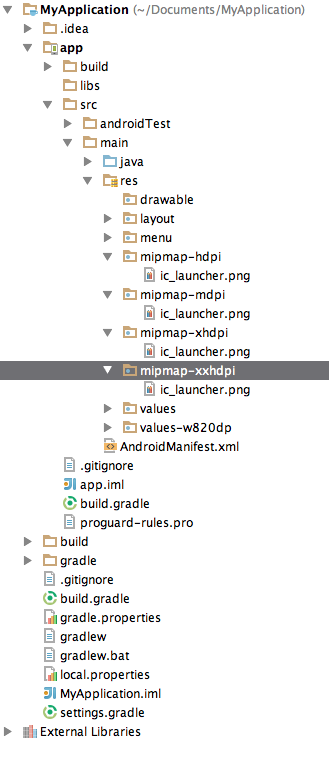 MyApplication (~/Documents/MyApplication)
.idea
app
build
libs
src
androidTest
main
java
res
drawable
layout
menu
mipmap-hdpi
ic_launcher.png
mipmap-mdpi
ic_launcher.png
mipmap-xhdpi
ic_launcher.png
mipmap-xxhdpi
ic_launcher.png
values
values-w820dp
AndroidManifest.xml
.gitignore
app.iml
build.gradle
proguard-rules.pro
build
gradle
.gitignore
build.gradle
gradle.properties
gradlew
gradlew.bat
local.properties
MyApplication.iml
settings.gradle
External Libraries